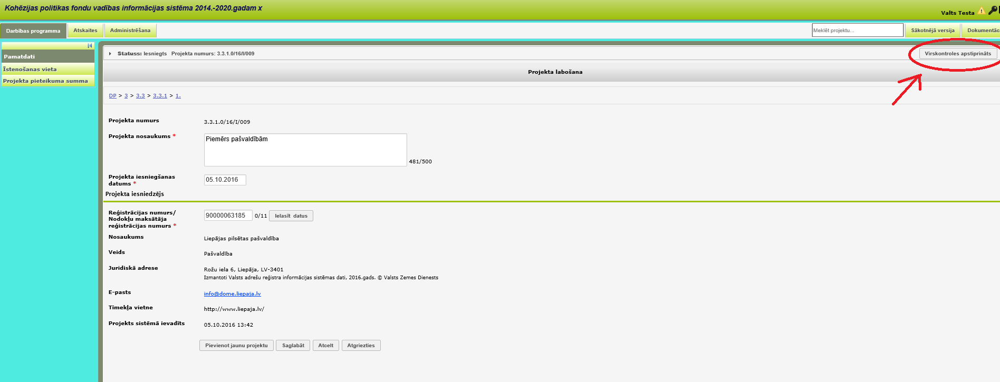 Kohēzijas politikas fondu vadības informācijas sistēma 2014.-2020.gadam x
Valts Testa
Darbības programma
Atskaites
Administrēšana
Meklēt projektu...
Sākotnējā versija
Dokumentāc
Pamatdati
Īstenošanas vieta
Projekta pieteikuma summa
Statuss: Iesniegts Projekta numurs: 3.3.1.0/16/I/009
Virskontroles apstiprināts
Projekta labošana
DP > 3 > 3.3 > 3.3.1 > 1.
Projekta numurs
3.3.1.0/16/I/009
Projekta nosaukums *
Piemērs pašvaldībām
481/500
Projekta iesniegšanas
datums *
05.10.2016
Projekta iesniedzējs
Reģistrācijas numurs/
Nodokļu maksātāja
reģistrācijas numurs *
90000063185 0/11 Ielasīt datus
Nosaukums
Liepājas pilsētas pašvaldība
Veids
Pašvaldība
Juridiskā adrese
Rožu iela 6, Liepāja, LV-3401
Izmantoti Valsts adrešu reģistra informācijas sistēmas dati, 2016.gads. © Valsts Zemes Dienests
E-pasts
info@dome.liepaja.lv
Tīmekļa vietne
http://www.liepaja.lv/
Projekts sistēmā ievadīts
05.10.2016 13:42
Pievienot jaunu projektu
Saglabāt
Atcelt
Atgriezties